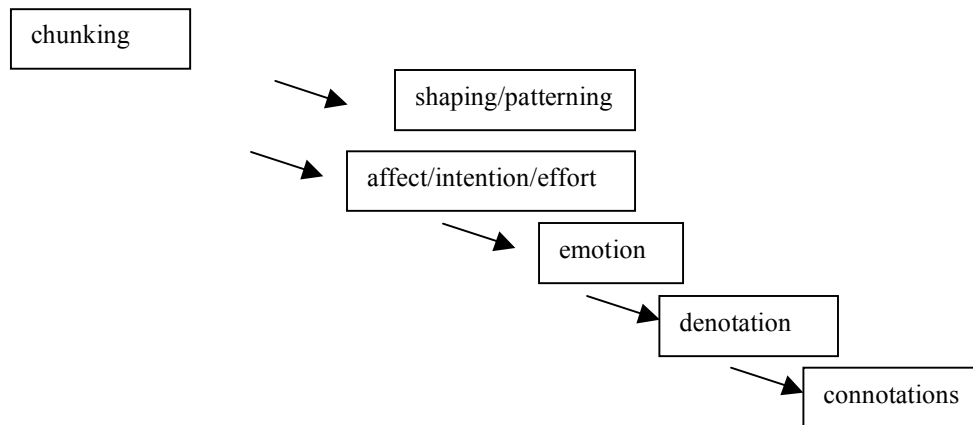 chunking
shaping/patterning
affect/intention/effort
emotion
denotation
connotations